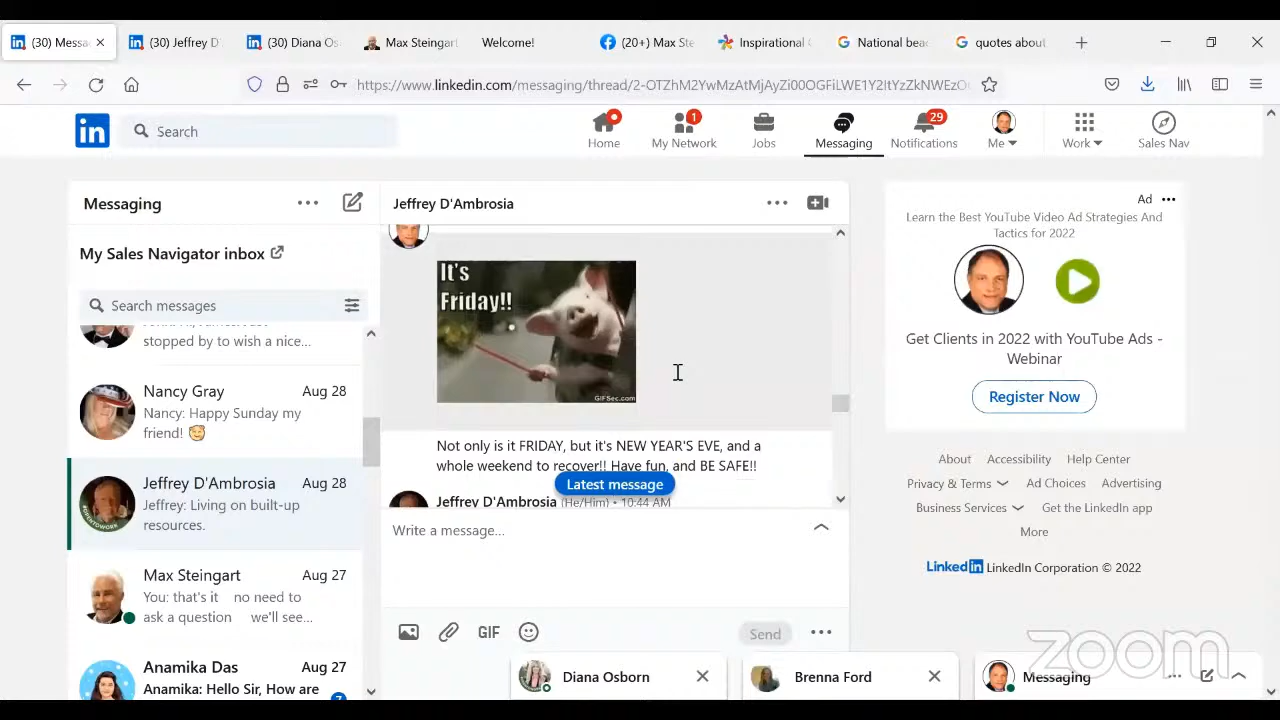 (30) Messa
(30) Jeffrey D'
(30) Diana Os
Max Steingart
Welcome!
(20+) Max Ste
Inspirational
National bea
quotes about
https://www.linkedin.com/messaging/thread/
in
Search
Home
1
My Network
Jobs
Messaging
29
Notifications
Me
Work
Sales Nav
Messaging
My Sales Navigator inbox
Search messages
stopped by to wish a nice...
Nancy Gray Aug 28
Nancy: Happy Sunday my
friend!
Jeffrey D'Ambrosia Aug 28
Jeffrey: Living on built-up
resources.
Max Steingart Aug 27
You: that's it no need to
ask a question we'll see...
Anamika Das Aug 27
Anamika: Hello Sir, How are
Jeffrey D'Ambrosia
It's
Friday!!
GIFSec.com
Not only is it FRIDAY, but it's NEW YEAR'S EVE, and a
whole weekend to recover!! Have fun, and BE SAFE!!
Latest message
Jeffrey D'Ambrosia (He/Him) • 10:44 AM
Write a message...
GIF
Send
Ad
Learn the Best YouTube Video Ad Strategies And
Tactics for 2022
Get Clients in 2022 with YouTube Ads -
Webinar
Register Now
About Accessibility Help Center
Privacy & Terms Ad Choices Advertising
Business Services Get the LinkedIn app
More
LinkedIn LinkedIn Corporation © 2022
Diana Osborn
Brenna Ford
Messaging
zoom